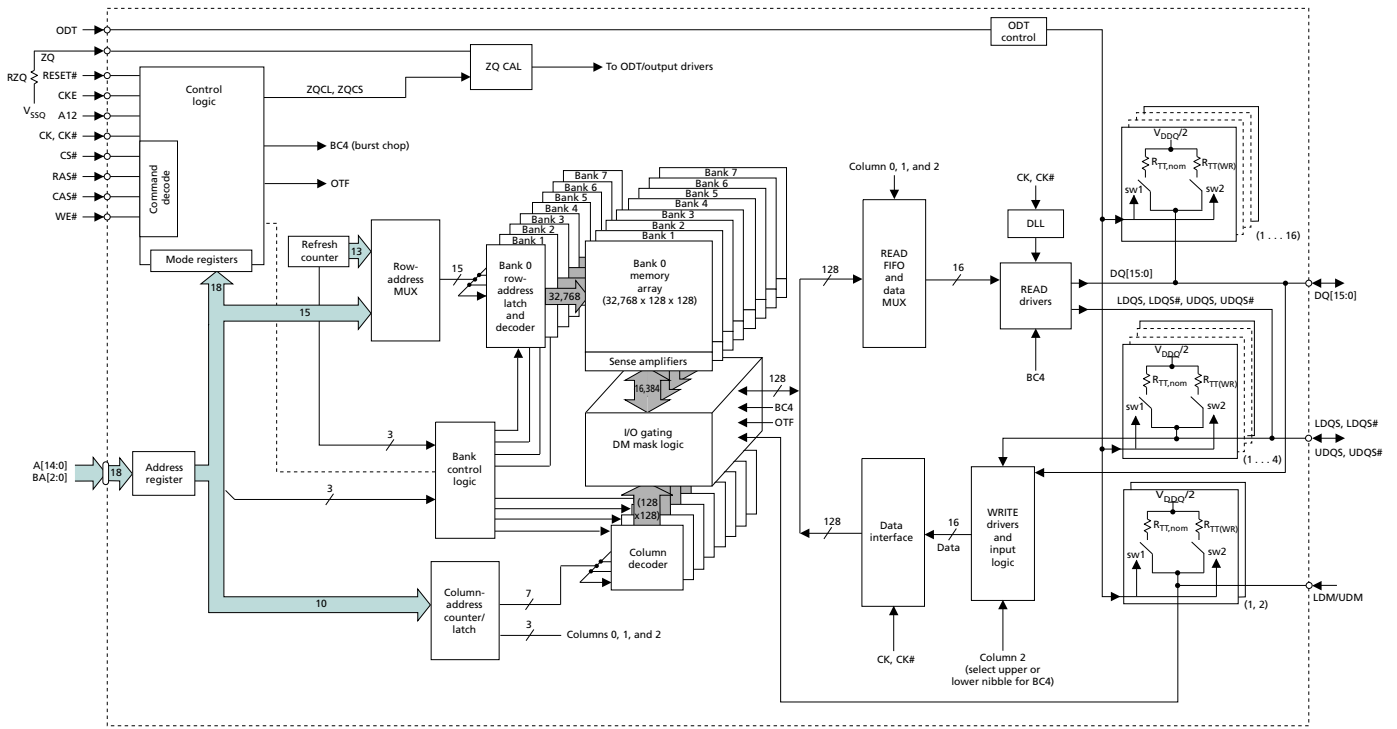 ODT
ODT
control
ZQ
RZQ
RESET#
CKE
VSSQ
A12
CK, CK#
CS#
RAS#
CAS#
WE#
Control
logic
Command
decode
Mode registers
ZQCL, ZQCS
ZQ CAL
To ODT/output drivers
BC4 (burst chop)
OTF
Refresh
counter
13
Row-
address
MUX
15
18
15
Bank 7
Bank 6
Bank 5
Bank 4
Bank 3
Bank 2
Bank 1
Bank 0
row-
address
latch
and
decoder
32,768
Bank 7
Bank 6
Bank 5
Bank 4
Bank 3
Bank 2
Bank 1
Bank 0
memory
array
(32,768 x 128 x 128)
Sense amplifiers
16,384
I/O gating
DM mask logic
128
BC4
OTF
Column 0, 1, and 2
READ
FIFO
and
data
MUX
128
16
CK, CK#
DLL
READ
drivers
BC4
DQ[15:0]
LDQS, LDQS#, UDQS, UDQS#
VDDQ/2
RTT,nom
RTT(WR)
sw1
sw2
(1 . . . 16)
DQ[15:0]
VDDQ/2
RTT,nom
RTT(WR)
sw1
sw2
(1 . . . 4)
LDQS, LDQS#
UDQS, UDQS#
VDDQ/2
RTT,nom
RTT(WR)
sw1
sw2
(1, 2)
LDM/UDM
A[14:0]
BA[2:0]
18
Address
register
3
3
Bank
control
logic
(128
x128)
Column
decoder
10
Column-
address
counter/
latch
7
3
Columns 0, 1, and 2
128
Data
interface
CK, CK#
16
Data
WRITE
drivers
and
input
logic
Column 2
(select upper or
lower nibble for BC4)